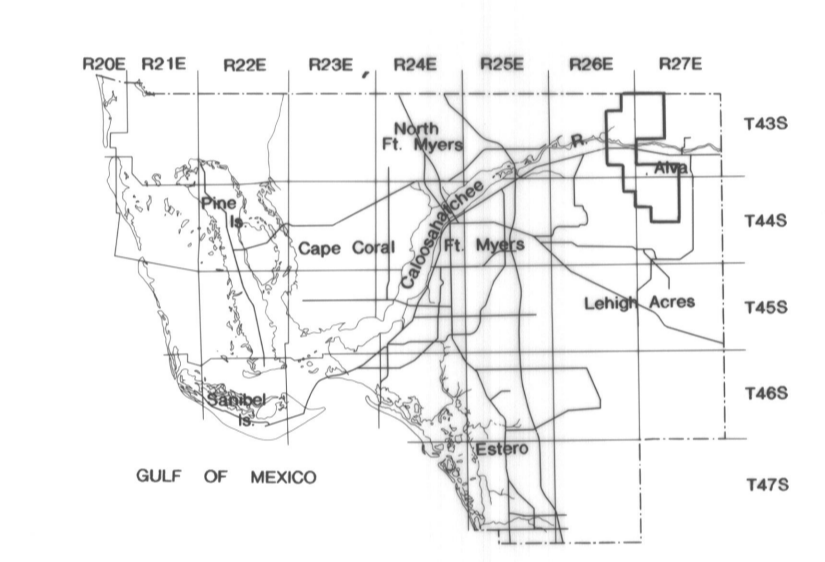 R20E R21E R22E R23E R24E R25E R26E R27E
T43S
North
Ft. Myers
R.
Alva
T44S
Pine
Is.
Caloosahatchee
Cape Coral
Ft. Myers
T45S
Lehigh Acres
T46S
Sanibel
Is.
Estero
GULF OF MEXICO
T47S